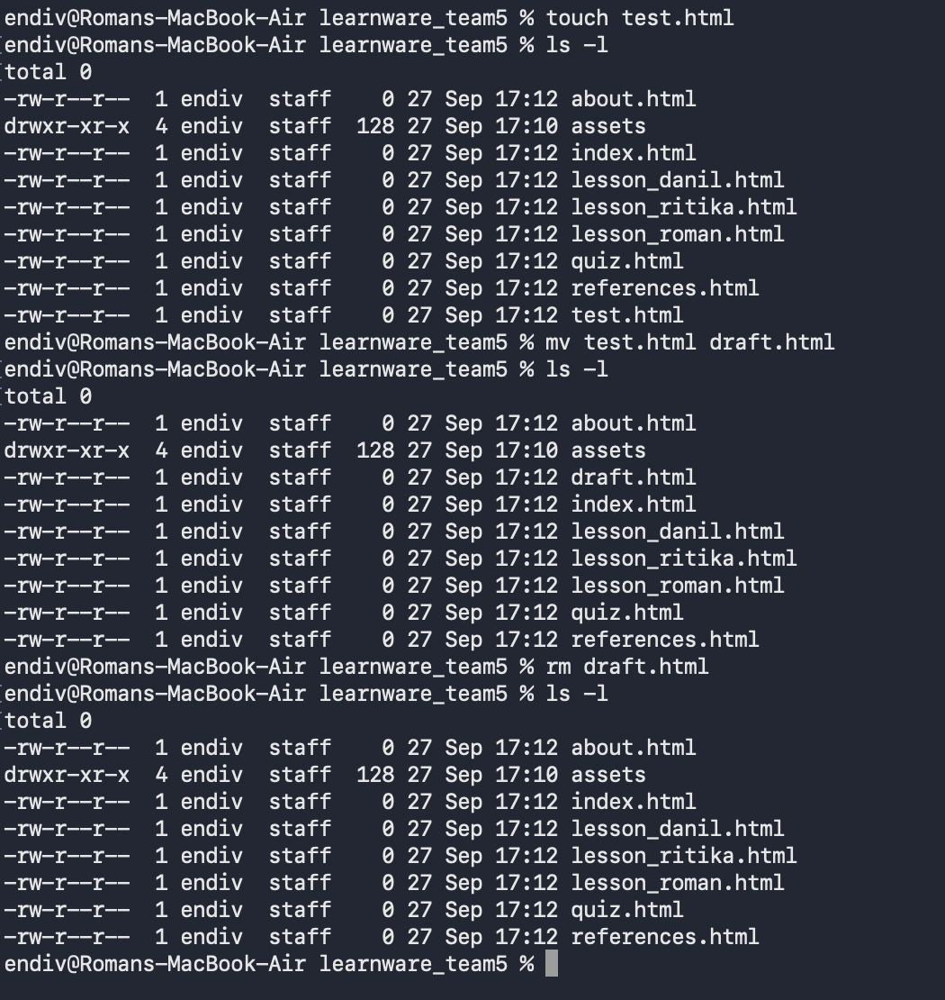 endiv@Romans-MacBook-Air learnware_team5 % touch test.html
[endiv@Romans-MacBook-Air learnware_team5 % ls -l
total 0
-rw-r--r--  1 endiv  staff    0 27 Sep 17:12 about.html
drwxr-xr-x  4 endiv  staff  128 27 Sep 17:10 assets
-rw-r--r--  1 endiv  staff    0 27 Sep 17:12 index.html
-rw-r--r--  1 endiv  staff    0 27 Sep 17:12 lesson_danil.html
-rw-r--r--  1 endiv  staff    0 27 Sep 17:12 lesson_ritika.html
-rw-r--r--  1 endiv  staff    0 27 Sep 17:12 lesson_roman.html
-rw-r--r--  1 endiv  staff    0 27 Sep 17:12 quiz.html
-rw-r--r--  1 endiv  staff    0 27 Sep 17:12 references.html
-rw-r--r--  1 endiv  staff    0 27 Sep 17:12 test.html
endiv@Romans-MacBook-Air learnware_team5 % mv test.html draft.html
[endiv@Romans-MacBook-Air learnware_team5 % ls -l
total 0
-rw-r--r--  1 endiv  staff    0 27 Sep 17:12 about.html
drwxr-xr-x  4 endiv  staff  128 27 Sep 17:10 assets
-rw-r--r--  1 endiv  staff    0 27 Sep 17:12 draft.html
-rw-r--r--  1 endiv  staff    0 27 Sep 17:12 index.html
-rw-r--r--  1 endiv  staff    0 27 Sep 17:12 lesson_danil.html
-rw-r--r--  1 endiv  staff    0 27 Sep 17:12 lesson_ritika.html
-rw-r--r--  1 endiv  staff    0 27 Sep 17:12 lesson_roman.html
-rw-r--r--  1 endiv  staff    0 27 Sep 17:12 quiz.html
-rw-r--r--  1 endiv  staff    0 27 Sep 17:12 references.html
endiv@Romans-MacBook-Air learnware_team5 % rm draft.html
[endiv@Romans-MacBook-Air learnware_team5 % ls -l
total 0
-rw-r--r--  1 endiv  staff    0 27 Sep 17:12 about.html
drwxr-xr-x  4 endiv  staff  128 27 Sep 17:10 assets
-rw-r--r--  1 endiv  staff    0 27 Sep 17:12 index.html
-rw-r--r--  1 endiv  staff    0 27 Sep 17:12 lesson_danil.html
-rw-r--r--  1 endiv  staff    0 27 Sep 17:12 lesson_ritika.html
-rw-r--r--  1 endiv  staff    0 27 Sep 17:12 lesson_roman.html
-rw-r--r--  1 endiv  staff    0 27 Sep 17:12 quiz.html
-rw-r--r--  1 endiv  staff    0 27 Sep 17:12 references.html
endiv@Romans-MacBook-Air learnware_team5 %